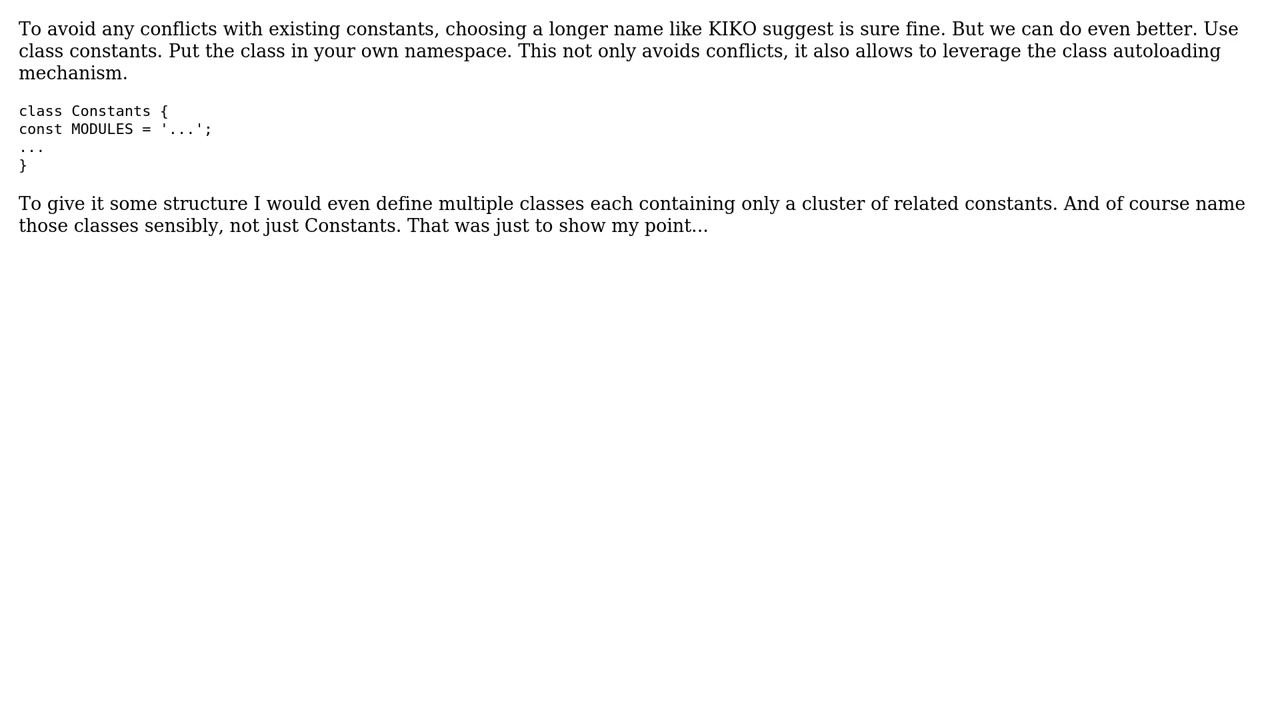 To avoid any conflicts with existing constants, choosing a longer name like KIKO suggest is sure fine. But we can do even better. Use
class constants. Put the class in your own namespace. This not only avoids conflicts, it also allows to leverage the class autoloading
mechanism.
class Constants {
const MODULES = '...';
...
}
To give it some structure I would even define multiple classes each containing only a cluster of related constants. And of course name
those classes sensibly, not just Constants. That was just to show my point...